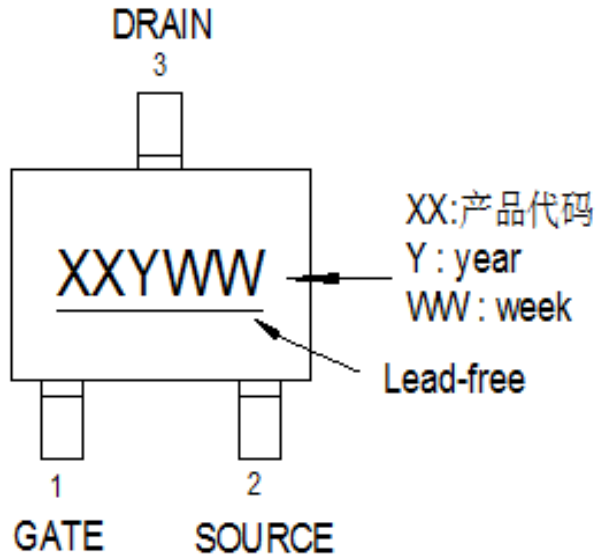 DRAIN
3
XXYWW
XX:产品代码
Y : year
WW : week
Lead-free
1
2
GATE
SOURCE